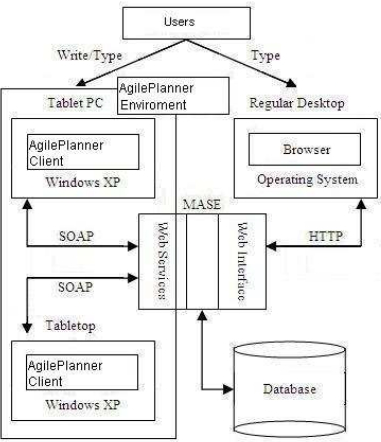 Users
Write/Type
Type
Tablet PC
AgilePlanner
Enviroment
Regular Desktop
AgilePlanner
Client
Windows XP
Browser
Operating System
MASE
SOAP
Web Services
Web Interface
HTTP
SOAP
Tabletop
AgilePlanner
Client
Windows XP
Database